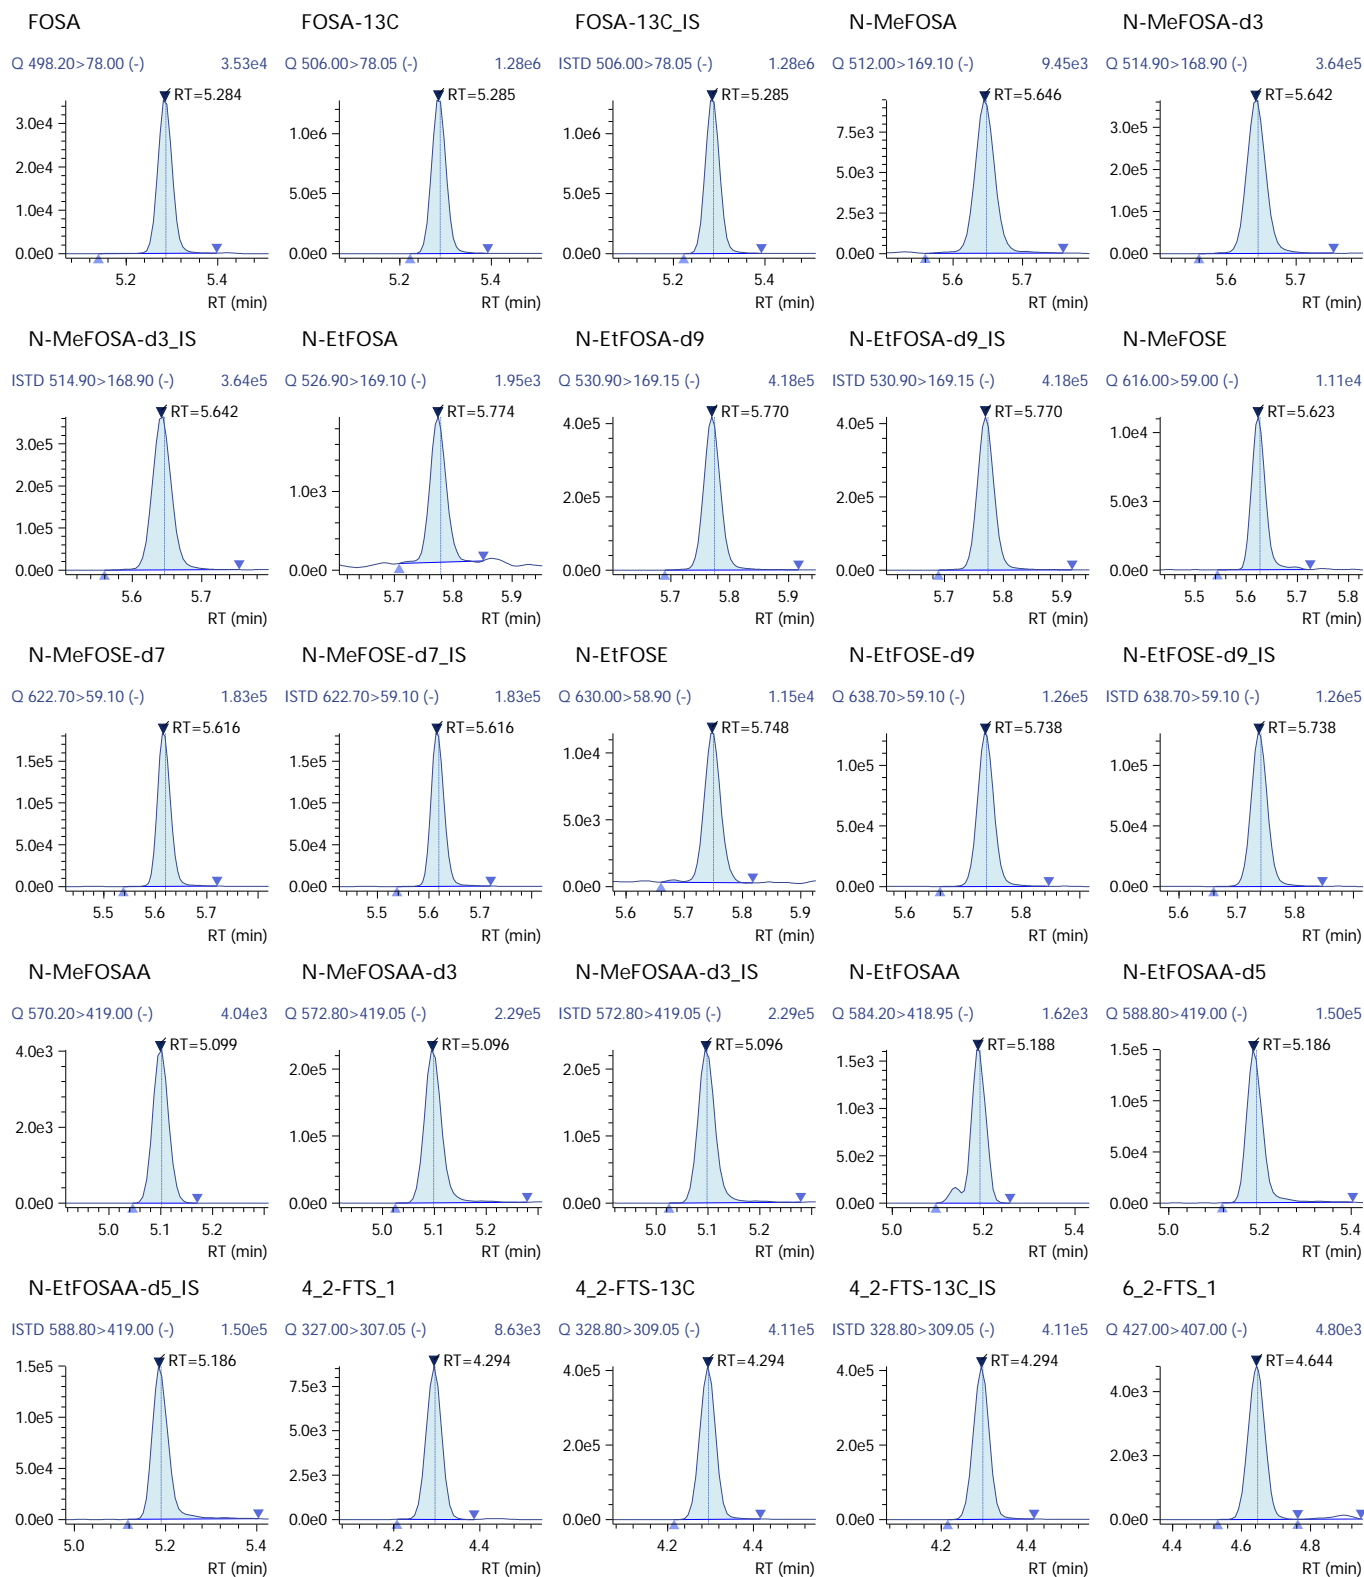 FOSA
Q 498.20>78.00 (-) 3.53e4
RT=5.284
3.0e4
2.0e4
1.0e4
0.0e0
5.2 5.4
RT (min)
FOSA-13C
Q 506.00>78.05 (-) 1.28e6
RT=5.285
1.0e6
5.0e5
0.0e0
5.2 5.4
RT (min)
FOSA-13C_IS
ISTD 506.00>78.05 (-) 1.28e6
RT=5.285
1.0e6
5.0e5
0.0e0
5.2 5.4
RT (min)
N-MeFOSA
Q 512.00>169.10 (-) 9.45e3
RT=5.646
7.5e3
5.0e3
2.5e3
0.0e0
5.6 5.7
RT (min)
N-MeFOSA-d3
Q 514.90>168.90 (-) 3.64e5
RT=5.642
3.0e5
2.0e5
1.0e5
0.0e0
5.6 5.7
RT (min)
N-MeFOSA-d3_IS
ISTD 514.90>168.90 (-) 3.64e5
RT=5.642
3.0e5
2.0e5
1.0e5
0.0e0
5.6 5.7
RT (min)
N-EtFOSA
Q 526.90>169.10 (-) 1.95e3
RT=5.774
1.0e3
0.0e0
5.7 5.8 5.9
RT (min)
N-EtFOSA-d9
Q 530.90>169.15 (-) 4.18e5
RT=5.770
4.0e5
2.0e5
0.0e0
5.7 5.8 5.9
RT (min)
N-EtFOSA-d9_IS
ISTD 530.90>169.15 (-) 4.18e5
RT=5.770
4.0e5
2.0e5
0.0e0
5.7 5.8 5.9
RT (min)
N-MeFOSE
Q 616.00>59.00 (-) 1.11e4
RT=5.623
1.0e4
5.0e3
0.0e0
5.5 5.6 5.7 5.8
RT (min)
N-MeFOSE-d7
Q 622.70>59.10 (-) 1.83e5
RT=5.616
1.5e5
1.0e5
5.0e4
0.0e0
5.5 5.6 5.7
RT (min)
N-MeFOSE-d7_IS
ISTD 622.70>59.10 (-) 1.83e5
RT=5.616
1.5e5
1.0e5
5.0e4
0.0e0
5.5 5.6 5.7
RT (min)
N-EtFOSE
Q 630.00>58.90 (-) 1.15e4
RT=5.748
1.0e4
5.0e3
0.0e0
5.6 5.7 5.8 5.9
RT (min)
N-EtFOSE-d9
Q 638.70>59.10 (-) 1.26e5
RT=5.738
1.0e5
5.0e4
0.0e0
5.6 5.7 5.8
RT (min)
N-EtFOSE-d9_IS
ISTD 638.70>59.10 (-) 1.26e5
RT=5.738
1.0e5
5.0e4
0.0e0
5.6 5.7 5.8
RT (min)
N-MeFOSAA
Q 570.20>419.00 (-) 4.04e3
RT=5.099
4.0e3
2.0e3
0.0e0
5.0 5.1 5.2
RT (min)
N-MeFOSAA-d3
Q 572.80>419.05 (-) 2.29e5
RT=5.096
2.0e5
1.0e5
0.0e0
5.0 5.1 5.2
RT (min)
N-MeFOSAA-d3_IS
ISTD 572.80>419.05 (-) 2.29e5
RT=5.096
2.0e5
1.0e5
0.0e0
5.0 5.1 5.2
RT (min)
N-EtFOSAA
Q 584.20>418.95 (-) 1.62e3
RT=5.188
1.5e3
1.0e3
5.0e2
0.0e0
5.0 5.2 5.4
RT (min)
N-EtFOSAA-d5
Q 588.80>419.00 (-) 1.50e5
RT=5.186
1.5e5
1.0e5
5.0e4
0.0e0
5.0 5.2 5.4
RT (min)
N-EtFOSAA-d5_IS
ISTD 588.80>419.00 (-) 1.50e5
RT=5.186
1.5e5
1.0e5
5.0e4
0.0e0
5.0 5.2 5.4
RT (min)
4_2-FTS_1
Q 327.00>307.05 (-) 8.63e3
RT=4.294
7.5e3
5.0e3
2.5e3
0.0e0
4.2 4.4
RT (min)
4_2-FTS-13C
Q 328.80>309.05 (-) 4.11e5
RT=4.294
4.0e5
2.0e5
0.0e0
4.2 4.4
RT (min)
4_2-FTS-13C_IS
ISTD 328.80>309.05 (-) 4.11e5
RT=4.294
4.0e5
2.0e5
0.0e0
4.2 4.4
RT (min)
6_2-FTS_1
Q 427.00>407.00 (-) 4.80e3
RT=4.644
4.0e3
2.0e3
0.0e0
4.4 4.6 4.8
RT (min)